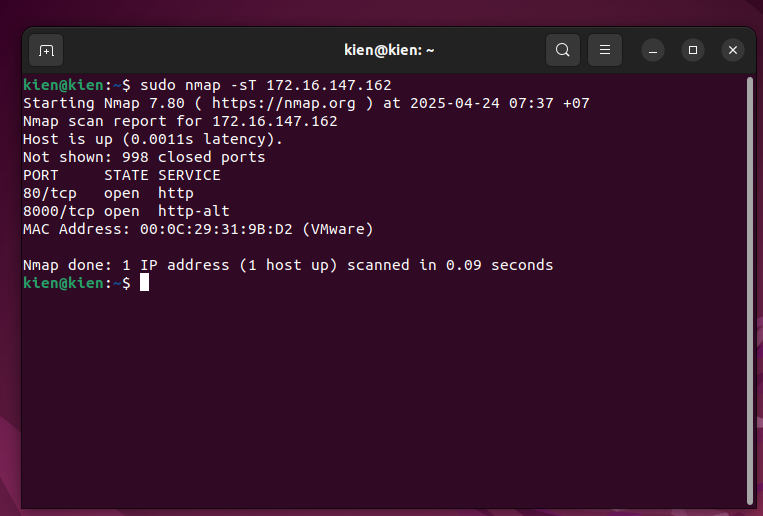 kien@kien: ~
kien@kien:~$ sudo nmap -sT 172.16.147.162
Starting Nmap 7.80 ( https://nmap.org ) at 2025-04-24 07:37 +07
Nmap scan report for 172.16.147.162
Host is up (0.0011s latency).
Not shown: 998 closed ports
PORT     STATE SERVICE
80/tcp   open  http
8000/tcp open  http-alt
MAC Address: 00:0C:29:31:9B:D2 (VMware)
Nmap done: 1 IP address (1 host up) scanned in 0.09 seconds
kien@kien:~$